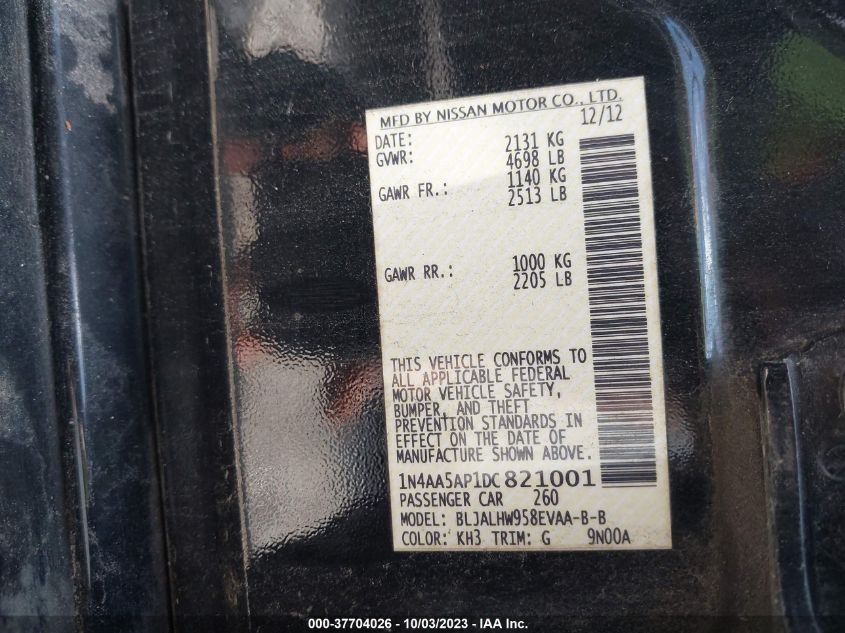 MFD BY NISSAN MOTOR CO., LTD.
DATE: 12/12
GVWR: 2131 KG
4698 LB
GAWR FR.: 1140 KG
2513 LB
GAWR RR.: 1000 KG
2205 LB
THIS VEHICLE CONFORMS TO
ALL APPLICABLE FEDERAL
MOTOR VEHICLE SAFETY,
BUMPER, AND THEFT
PREVENTION STANDARDS IN
EFFECT ON THE DATE OF
MANUFACTURE SHOWN ABOVE.
1N4AA5AP1DC821001
PASSENGER CAR 260
MODEL: BLJALHW958EVAA-B-B
COLOR: KH3 TRIM: G 9N00A
000-37704026 - 10/03/2023 - IAA Inc.